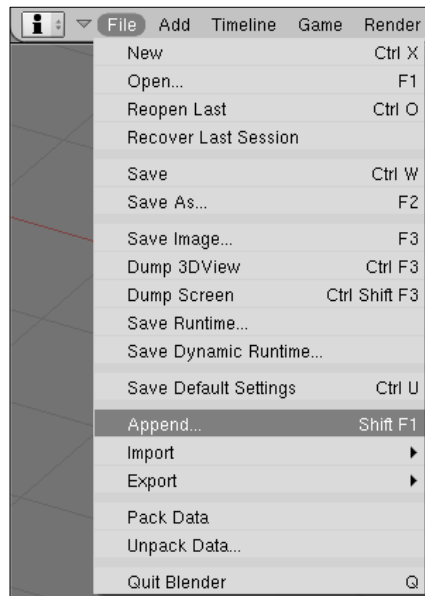 File Add Timeline Game Render
New Ctrl X
Open... F1
Reopen Last Ctrl O
Recover Last Session
Save Ctrl W
Save As... F2
Save Image... F3
Dump 3DView Ctrl F3
Dump Screen Ctrl Shift F3
Save Runtime...
Save Dynamic Runtime...
Save Default Settings Ctrl U
Append... Shift F1
Import
Export
Pack Data
Unpack Data...
Quit Blender Q